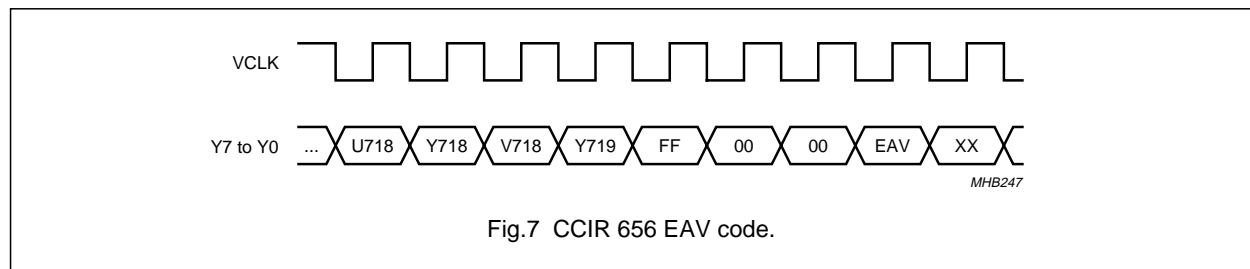 VCLK
Y7 to Y0 ... U718 Y718 V718 Y719 FF 00 00 EAV XX
MHB247
Fig.7 CCIR 656 EAV code.